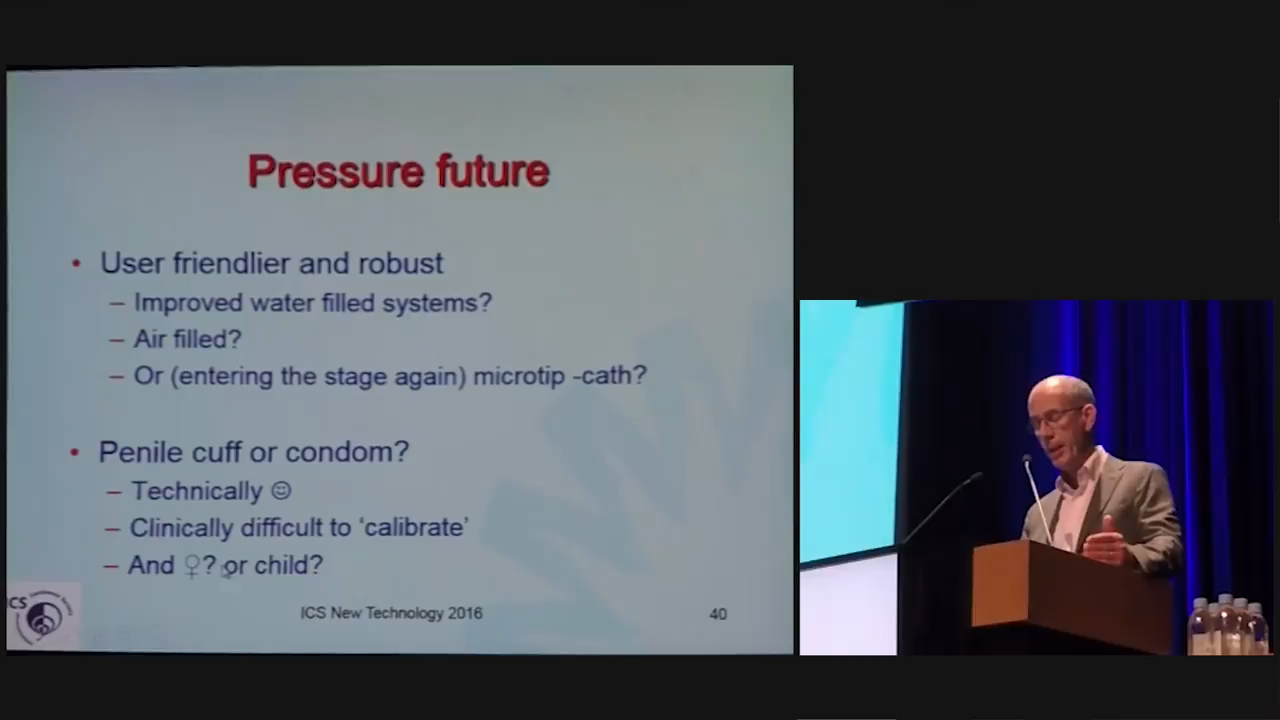 Pressure future
• User friendlier and robust
– Improved water filled systems?
– Air filled?
– Or (entering the stage again) microtip -cath?
• Penile cuff or condom?
– Technically ☺
– Clinically difficult to ‘calibrate’
– And ♀? or child?
ICS
ICS New Technology 2016
40